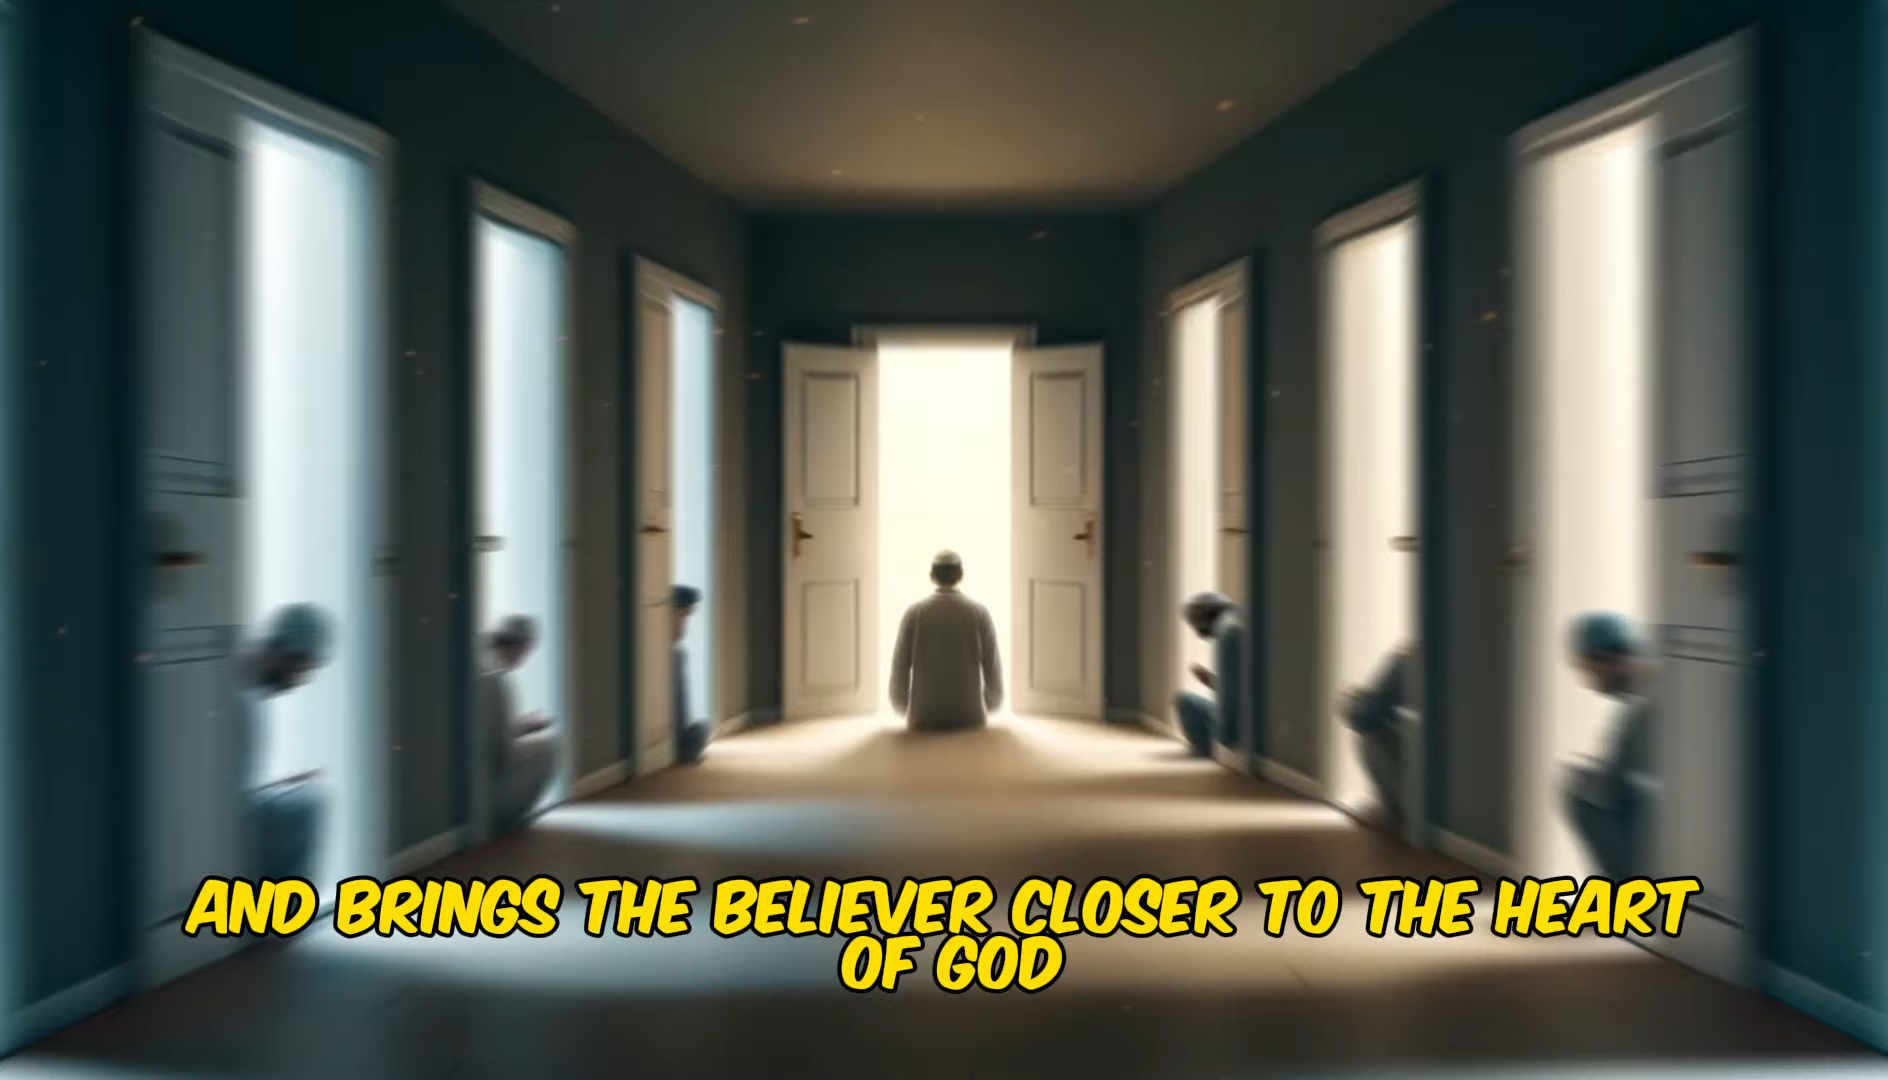 AND BRINGS THE BELIEVER CLOSER TO THE HEART
OF GOD